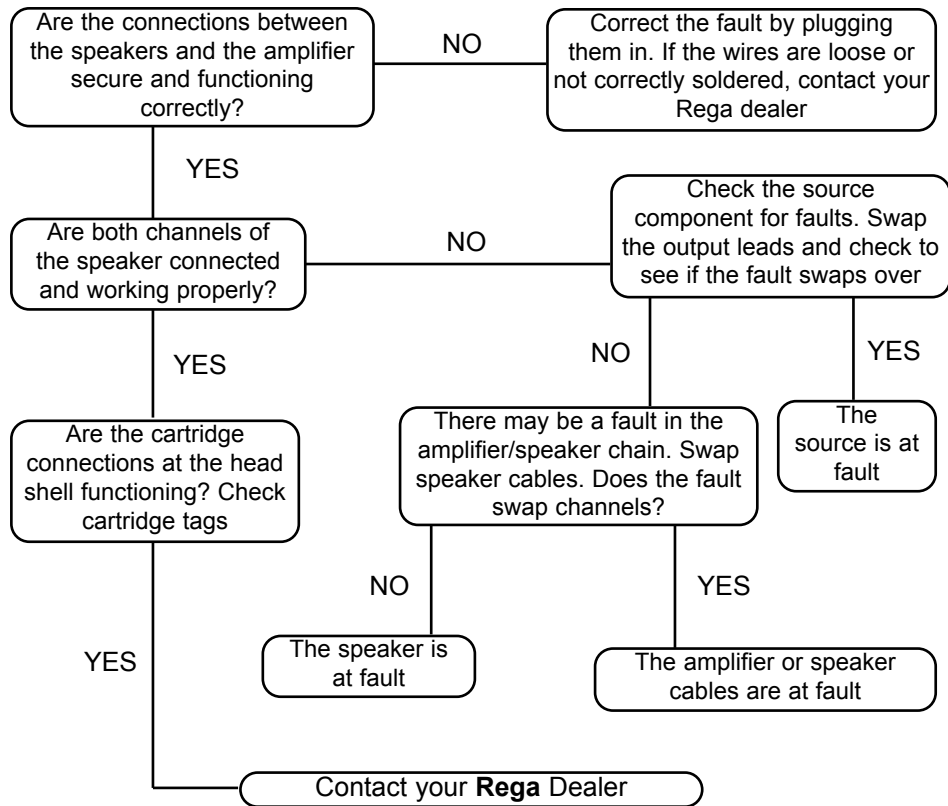 Are the connections between
the speakers and the amplifier
secure and functioning
correctly?
NO
Correct the fault by plugging
them in. If the wires are loose or
not correctly soldered, contact your
Rega dealer
YES
Are both channels of
the speaker connected
and working properly?
NO
Check the source
component for faults. Swap
the output leads and check to
see if the fault swaps over
YES
NO
YES
Are the cartridge
connections at the head
shell functioning? Check
cartridge tags
There may be a fault in the
amplifier/speaker chain. Swap
speaker cables. Does the fault
swap channels?
The
source is at
fault
NO
YES
YES
The speaker is
at fault
The amplifier or speaker
cables are at fault
Contact your Rega Dealer